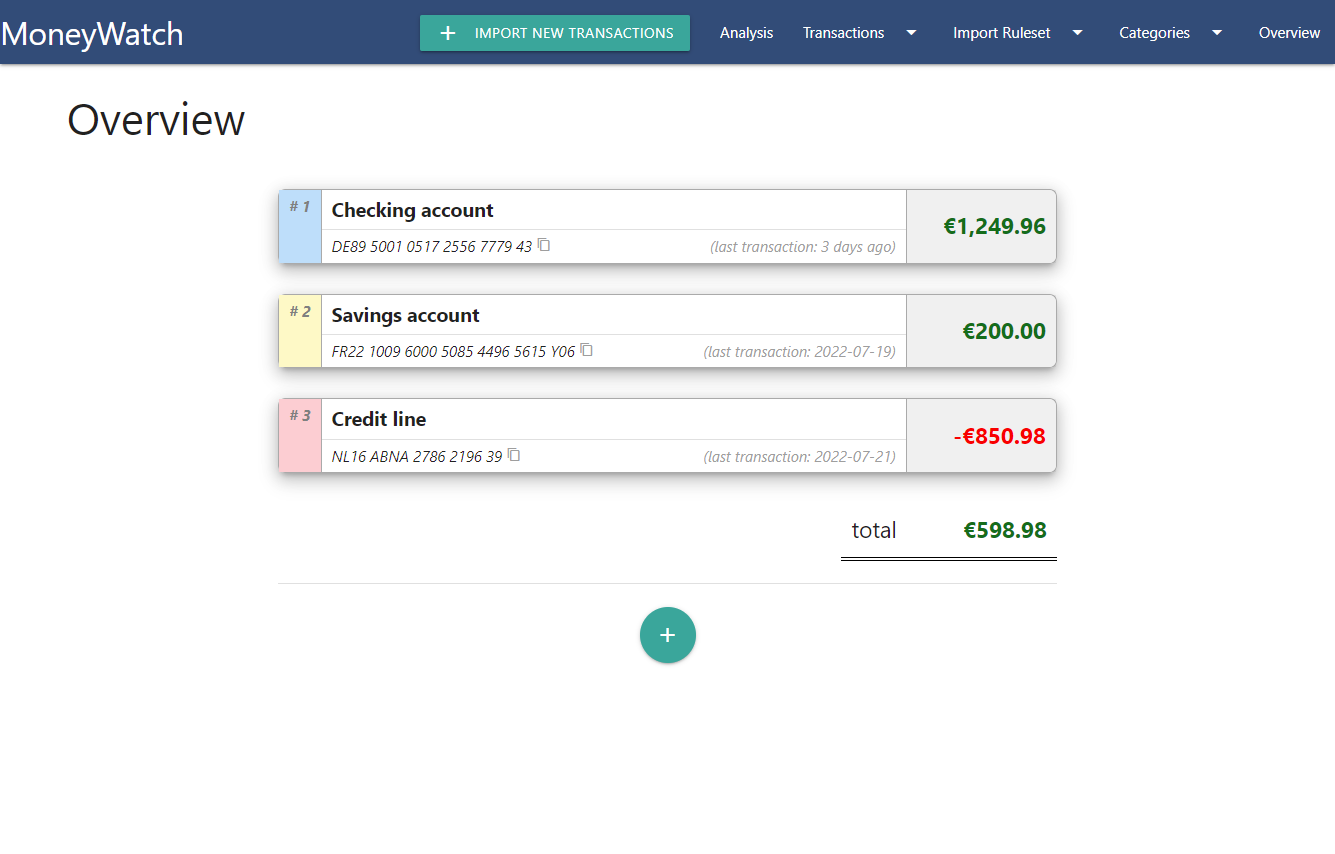 MoneyWatch
+ IMPORT NEW TRANSACTIONS
Analysis
Transactions
Import Ruleset
Categories
Overview
Overview
# 1
Checking account
€1,249.96
DE89 5001 0517 2556 7779 43
(last transaction: 3 days ago)
# 2
Savings account
€200.00
FR22 1009 6000 5085 4496 5615 Y06
(last transaction: 2022-07-19)
# 3
Credit line
-€850.98
NL16 ABNA 2786 2196 39
(last transaction: 2022-07-21)
total €598.98
+